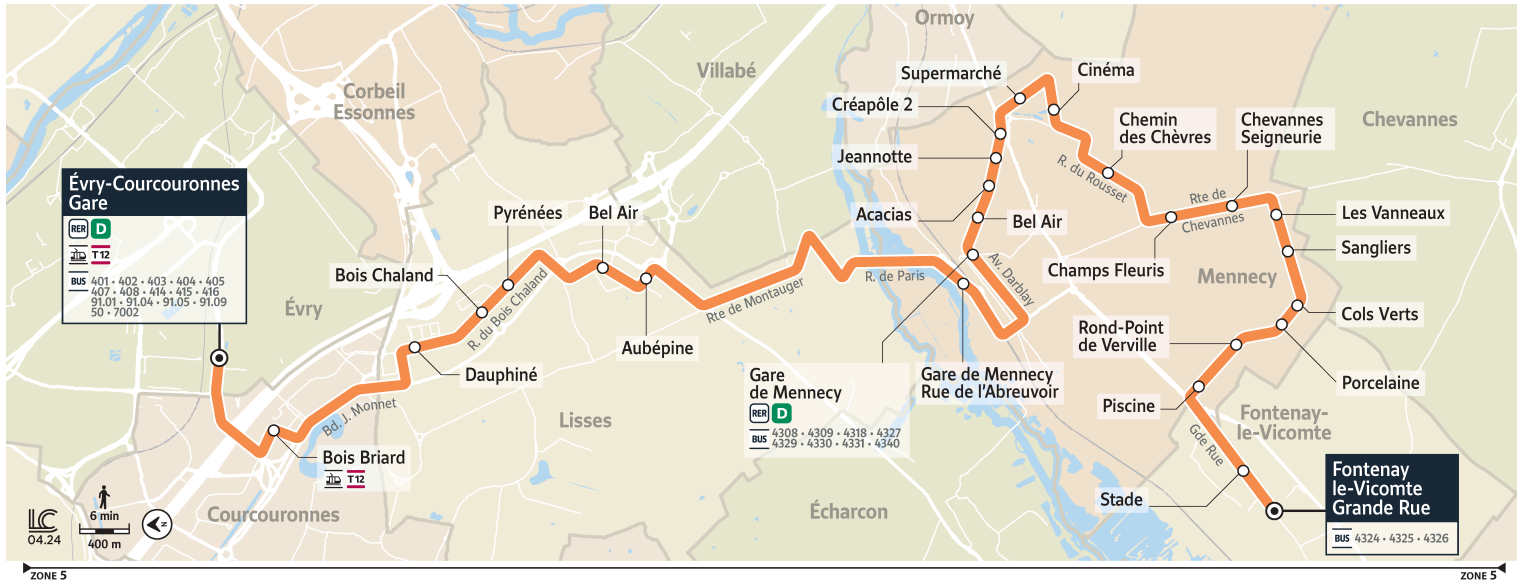 Ormoy
Villabé
Corbeil
Essonnes
Chevannes
Supermarché
Cinéma
Créapôle 2
Chemin
des Chèvres
Chevannes
Seigneurie
Jeannotte
R. du Rousset
Évry-Courcouronnes
Gare
RER D
T12
BUS
401 • 402 • 403 • 404 • 405
407 • 408 • 414 • 415 • 416
91.01 • 91.04 • 91.05 • 91.09
50 • 7002
Pyrénées
Bel Air
Acacias
Bel Air
Rte de
Chevannes
Les Vanneaux
Sangliers
Bois Chaland
Champs Fleuris
Mennecy
Évry
R. du Bois Chaland
Rte de Montauger
R. de Paris
Av. Darblay
Cols Verts
Aubépine
Rond-Point
de Verville
Dauphiné
Gare
de Mennecy
RER D
BUS
4308 • 4309 • 4318 • 4327
4329 • 4330 • 4331 • 4340
Gare de Mennecy
Rue de l'Abreuvoir
Porcelaine
Piscine
Bd. J. Monnet
Lisses
Fontenay-
le-Vicomte
Gde Rue
Bois Briard
T12
Stade
Fontenay
le-Vicomte
Grande Rue
BUS
4324 • 4325 • 4326
Courcouronnes
Écharcon
LC
04.24
6 min
400 m
N
ZONE 5
ZONE 5